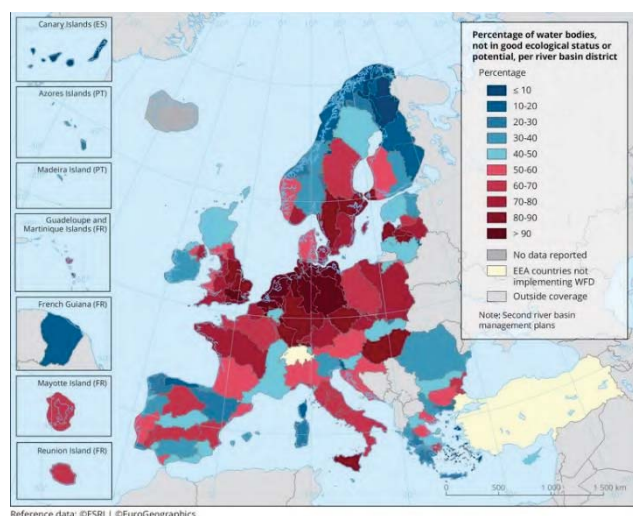 Canary Islands (ES)
Azores Islands (PT)
Madeira Island (PT)
Guadeloupe and
Martinique Islands (FR)
French Guiana (FR)
Mayotte Island (FR)
Reunion Island (FR)
Percentage of water bodies,
not in good ecological status or
potential, per river basin district
Percentage
≤ 10
10-20
20-30
30-40
40-50
50-60
60-70
70-80
80-90
> 90
No data reported
EEA countries not
implementing WFD
Outside coverage
Note: Second river basin
management plans
0 500 1 000 1 500 km
Reference data: ©ESRI | ©EuroGeographics